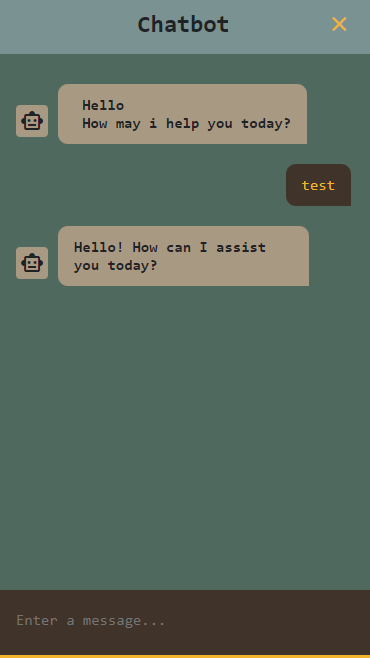 Chatbot
Hello
How may i help you today?
test
Hello! How can I assist
you today?
Enter a message...